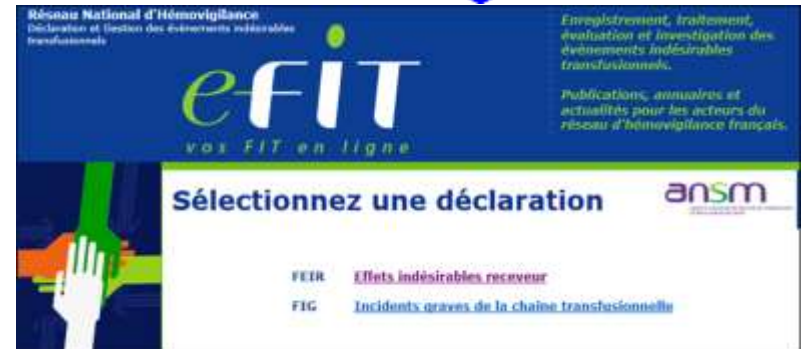 Réseau National d'Hémovigilance
Déclaration et Gestion des évènements indésirables
transfusionnels
Enregistrement, traitement,
évaluation et investigation des
évènements indésirables
transfusionnels.
Publications, annuaires et
actualités pour les acteurs du
réseau d'hémovigilance français.
e-FIT
vos FIT en ligne
Sélectionnez une déclaration
ansm
FEIR Effets indésirables receveur
FIG Incidents graves de la chaîne transfusionnelle